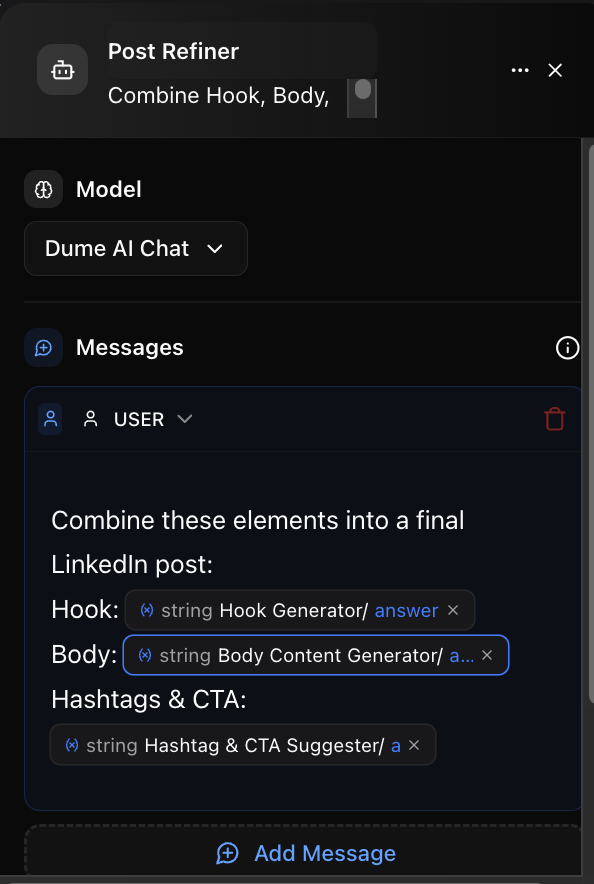 Post Refiner
Combine Hook, Body,
Model
Dume AI Chat
Messages
USER
Combine these elements into a final
LinkedIn post:
Hook: (x) string Hook Generator/ answer ×
Body: (x) string Body Content Generator/ a... ×
Hashtags & CTA:
(x) string Hashtag & CTA Suggester/ a ×
Add Message